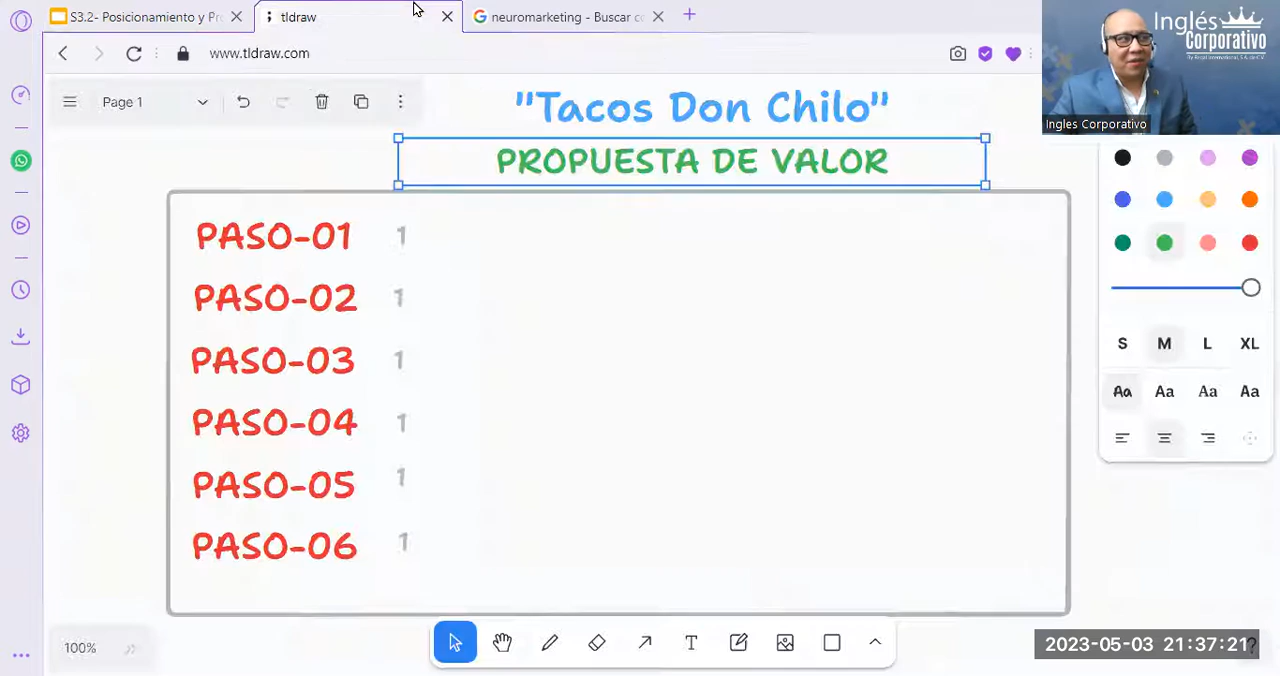 S3.2- Posicionamiento y Pr
tldraw
neuromarketing - Buscar co
www.tldraw.com
Inglés
Corporativo
Ingles Corporativo
Page 1
"Tacos Don Chilo"
PROPUESTA DE VALOR
PASO-01 1
PASO-02 1
PASO-03 1
PASO-04 1
PASO-05 1
PASO-06 1
S M L XL
Aa Aa Aa Aa
T
100%
2023-05-03 21:37:21
?